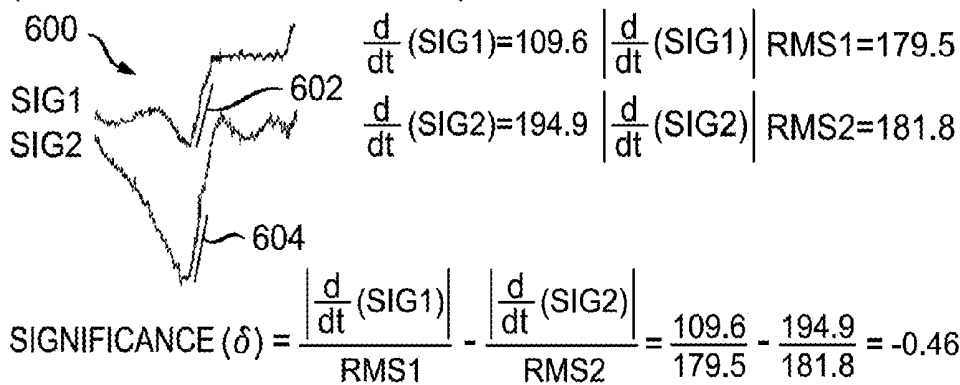 600
d/dt (SIG1)=109.6 |d/dt (SIG1)| RMS1=179.5
602
SIG1
SIG2
d/dt (SIG2)=194.9 |d/dt (SIG2)| RMS2=181.8
604
SIGNIFICANCE (δ) = |d/dt (SIG1)|/RMS1 - |d/dt (SIG2)|/RMS2 = 109.6/179.5 - 194.9/181.8 = -0.46